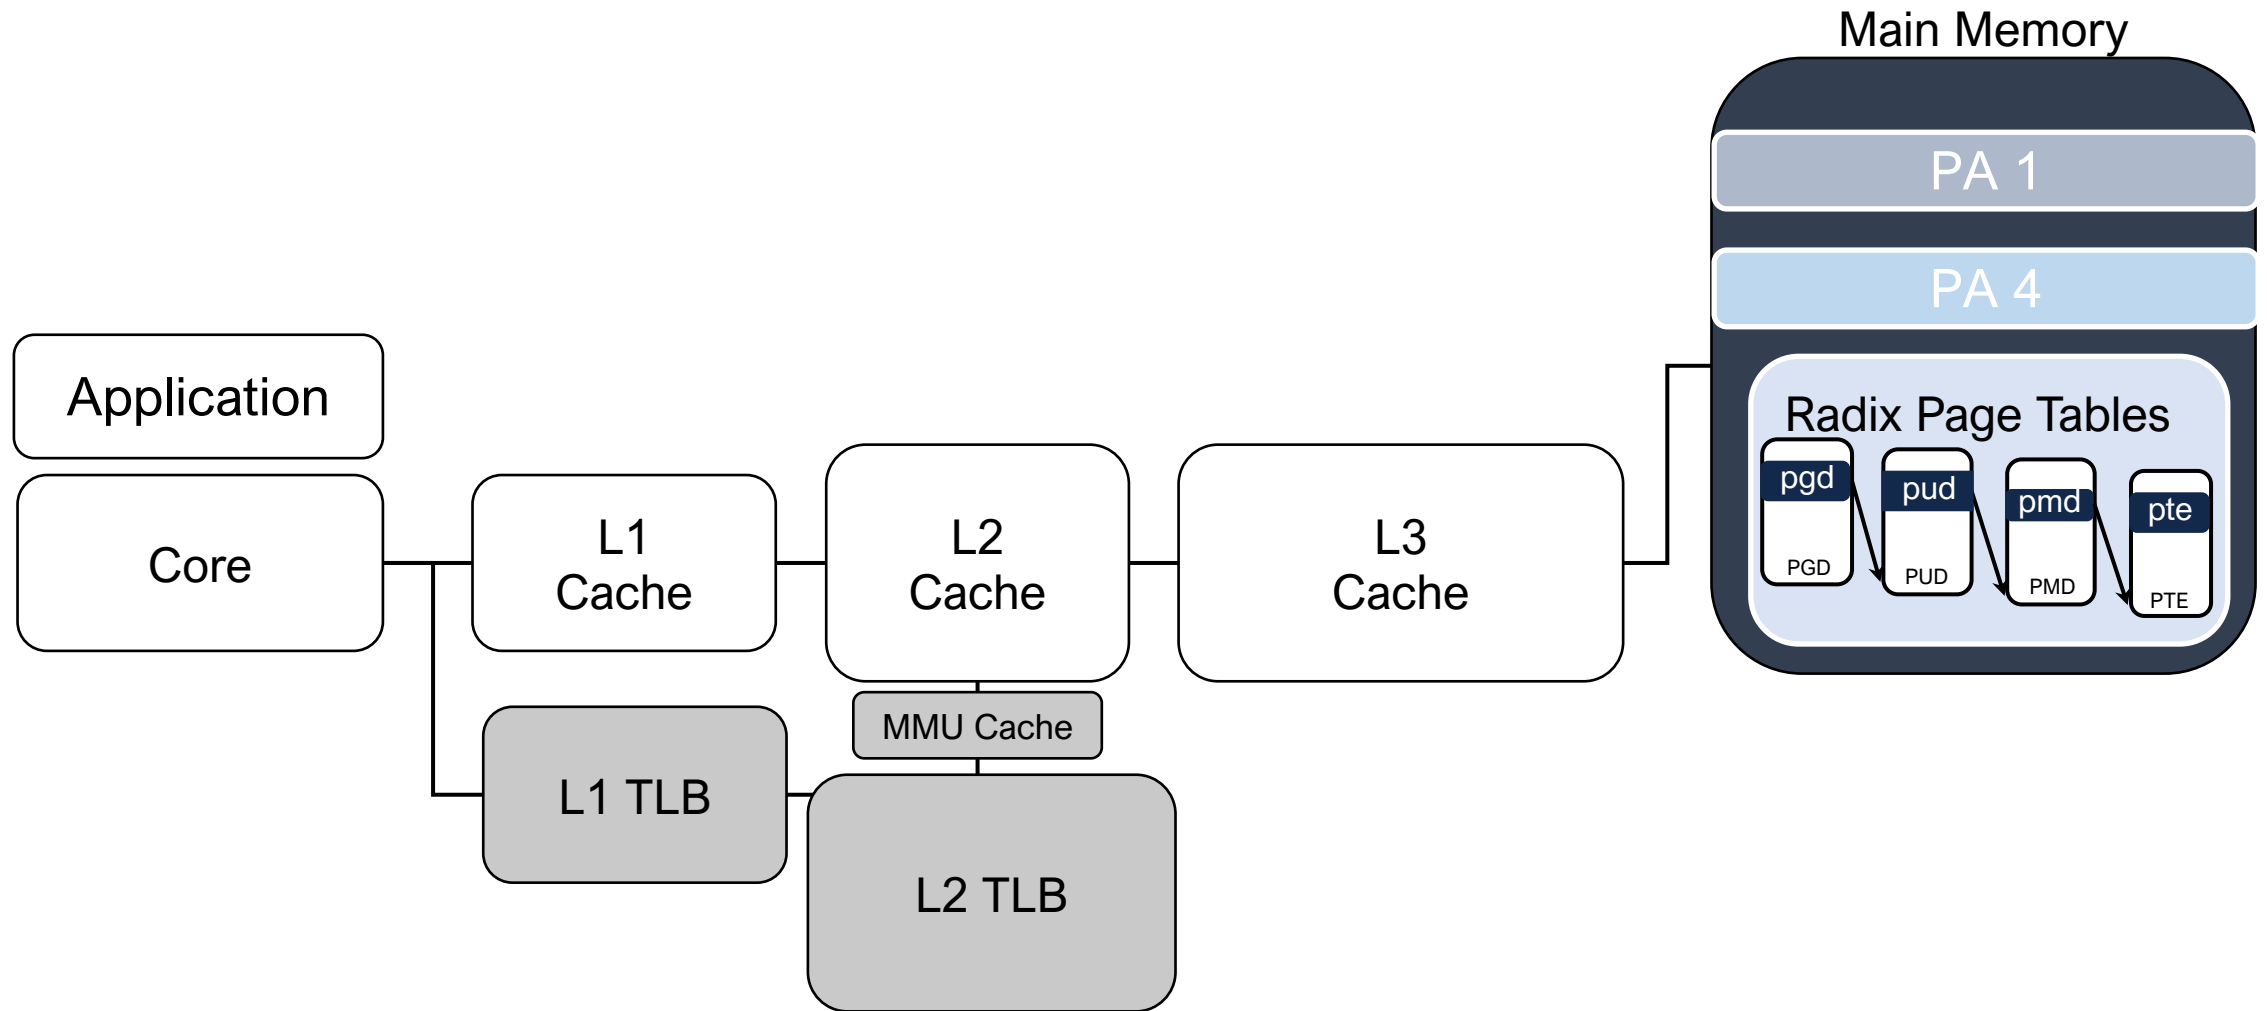 Main Memory
PA 1
PA 4
Radix Page Tables
pgd
pud
pmd
pte
PGD
PUD
PMD
PTE
Application
Core
L1
Cache
L2
Cache
L3
Cache
MMU Cache
L1 TLB
L2 TLB